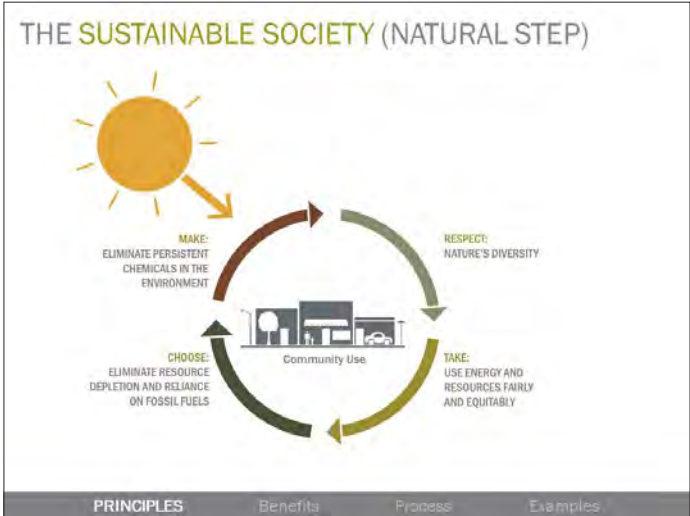 THE SUSTAINABLE SOCIETY (NATURAL STEP)
MAKE:
ELIMINATE PERSISTENT
CHEMICALS IN THE
ENVIRONMENT
RESPECT:
NATURE'S DIVERSITY
Community Use
CHOOSE:
ELIMINATE RESOURCE
DEPLETION AND RELIANCE
ON FOSSIL FUELS
TAKE:
USE ENERGY AND
RESOURCES FAIRLY
AND EQUITABLY
PRINCIPLES Benefits Process Examples